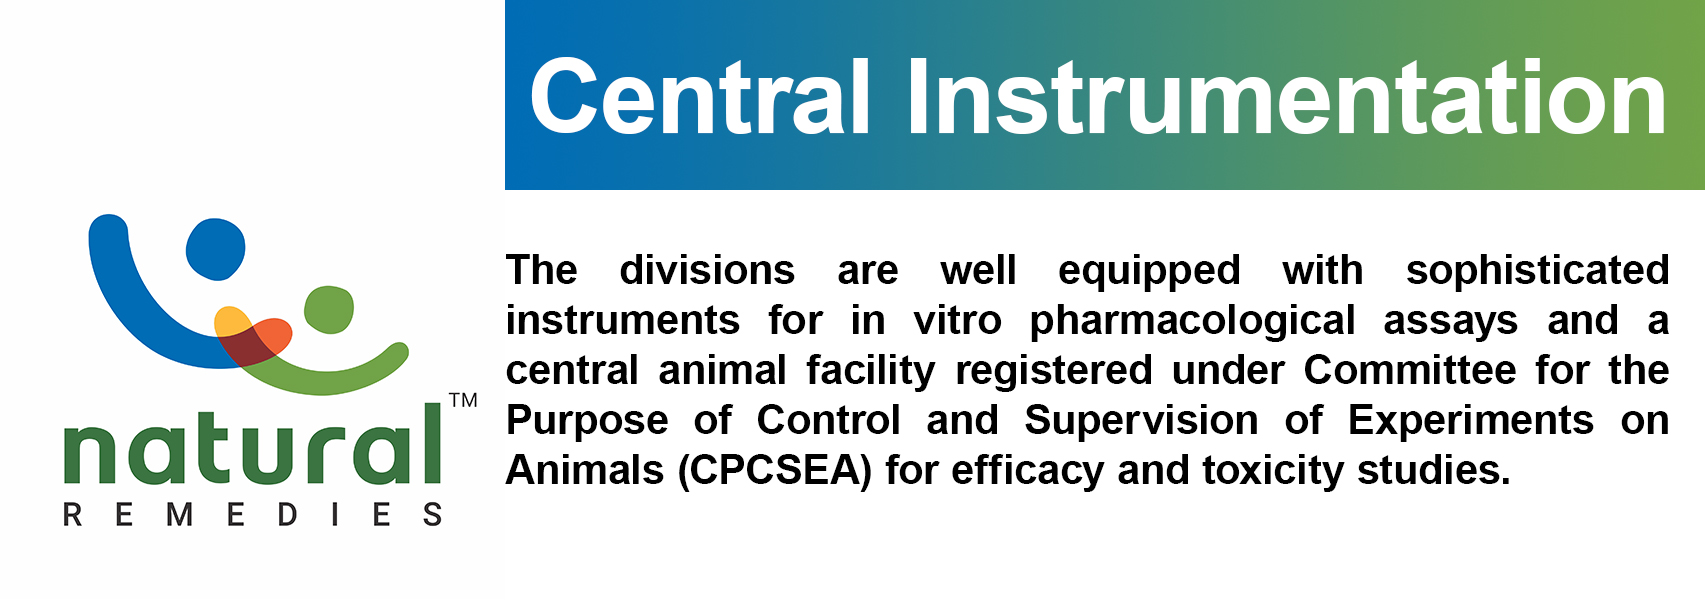 Central Instrumentation
natural™
REMEDIES
The divisions are well equipped with sophisticated
instruments for in vitro pharmacological assays and a
central animal facility registered under Committee for the
Purpose of Control and Supervision of Experiments on
Animals (CPCSEA) for efficacy and toxicity studies.